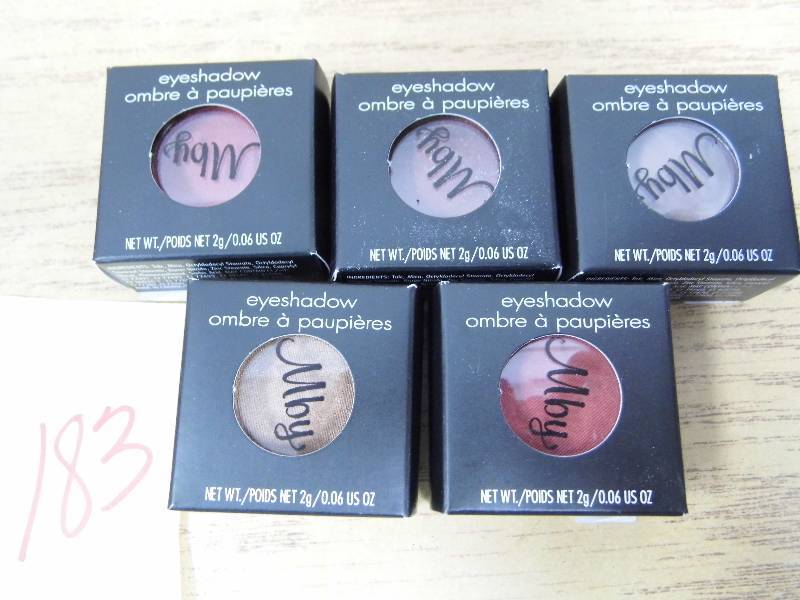 eyeshadow
ombre à paupières
Mby
NET WT./POIDS NET 2g/0.06 US OZ
eyeshadow
ombre à paupières
Mby
NET WT./POIDS NET 2g/0.06 US OZ
eyeshadow
ombre à paupières
Mby
NET WT./POIDS NET 2g/0.06 US OZ
eyeshadow
ombre à paupières
Mby
NET WT./POIDS NET 2g/0.06 US OZ
eyeshadow
ombre à paupières
Mby
NET WT./POIDS NET 2g/0.06 US OZ
183